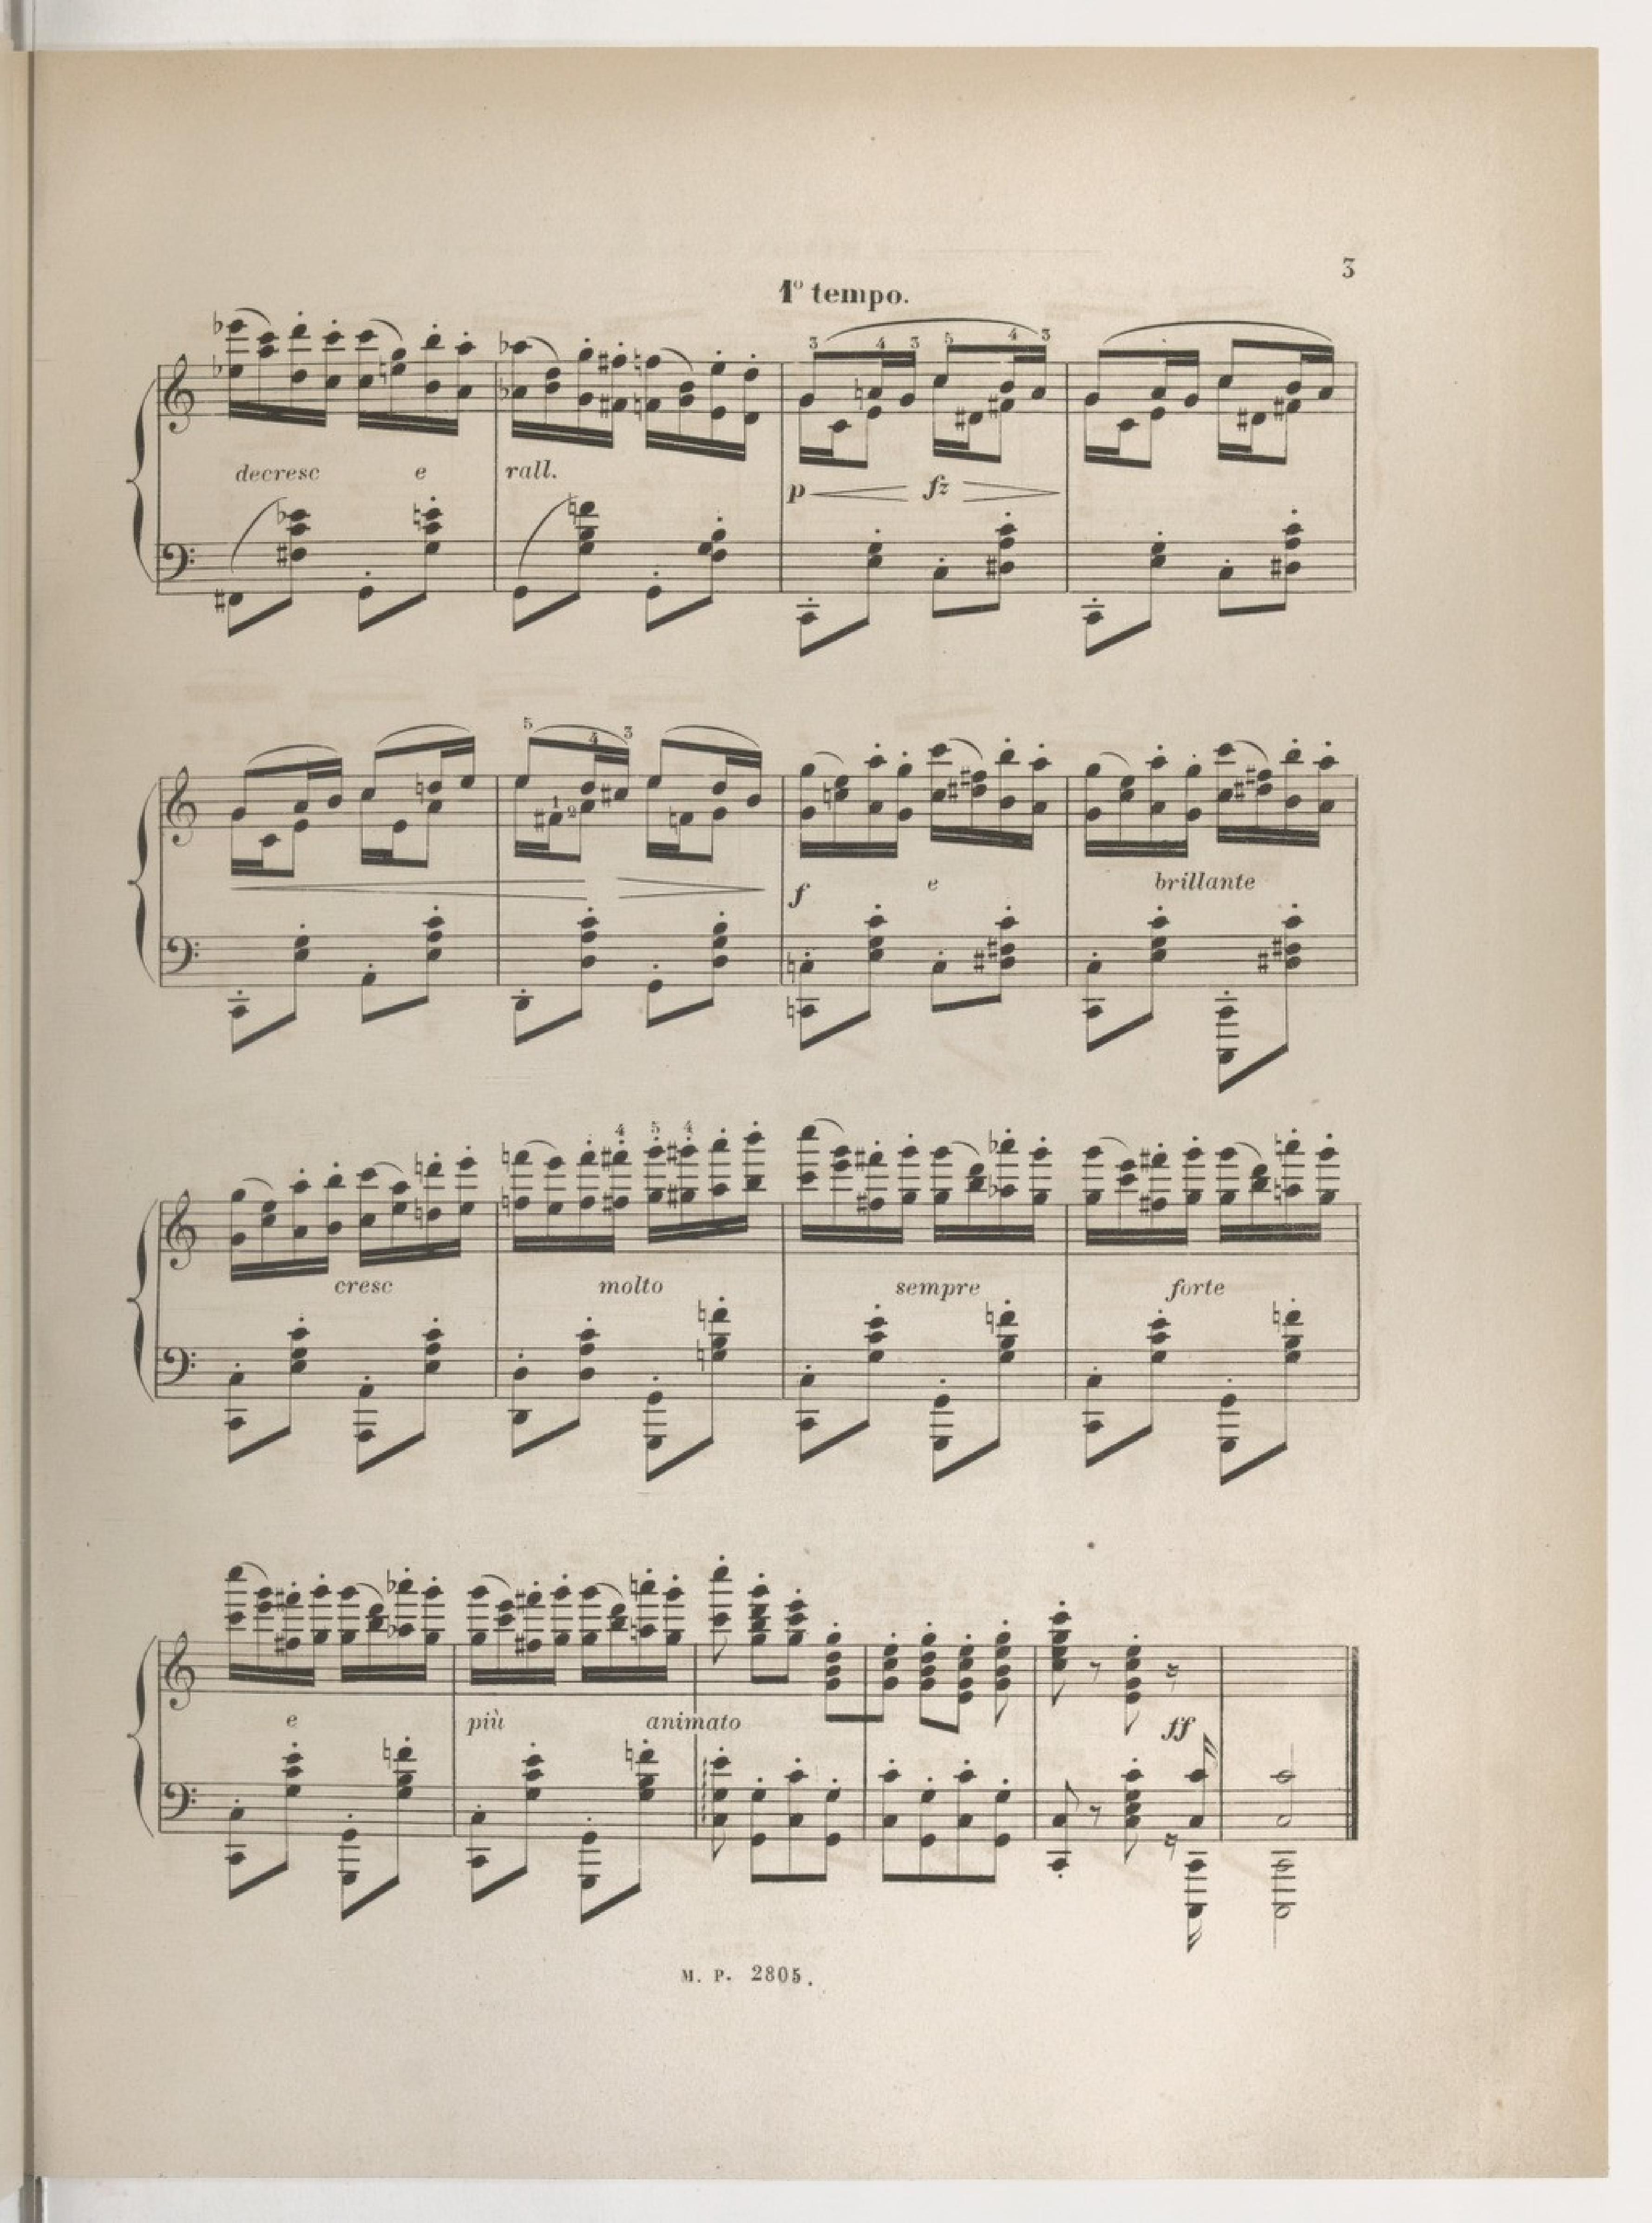 3
1º tempo.
3 4 3 5 4 3
decresc e rall. p fz
5 4 3
1 2
f e brillante
4 5 4
cresc molto sempre forte
e più animato ff
M. P. 2805.